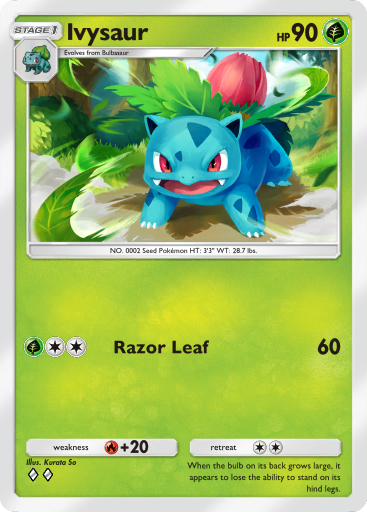 STAGE 1
Ivysaur
HP 90
Evolves from Bulbasaur
NO. 0002 Seed Pokémon HT: 3'3" WT: 28.7 lbs.
Razor Leaf 60
weakness +20 retreat
Illus. Kurata So
When the bulb on its back grows large, it
appears to lose the ability to stand on its
hind legs.